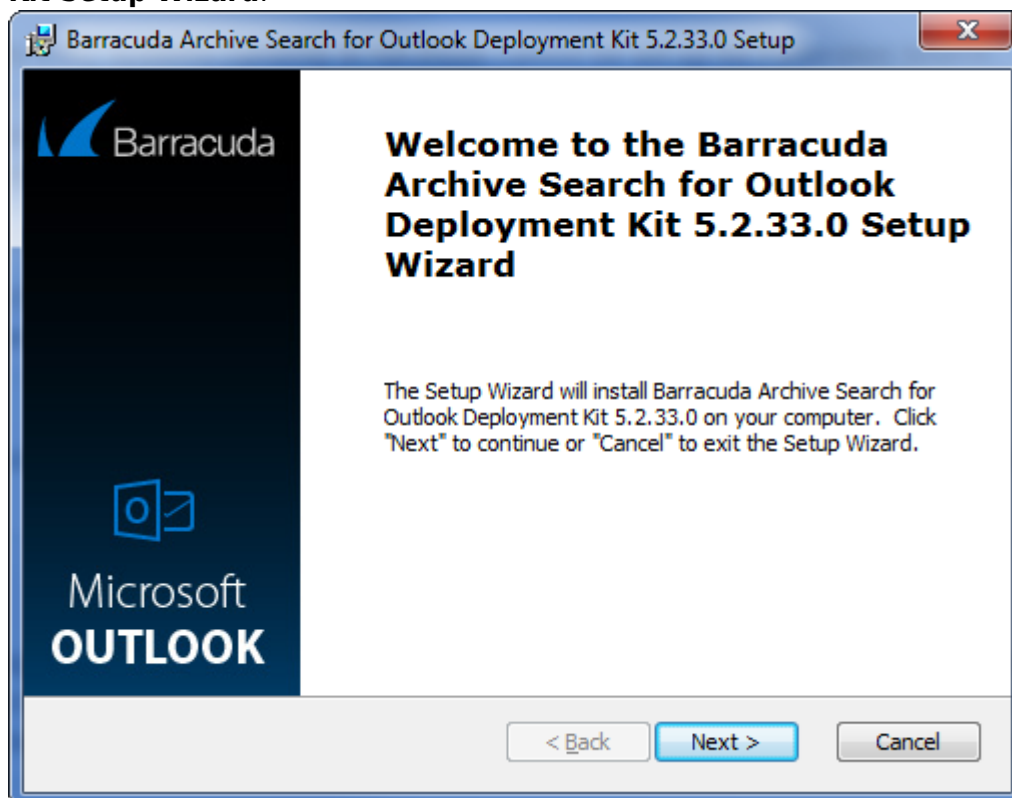 Kit Setup Wizard.
Barracuda Archive Search for Outlook Deployment Kit 5.2.33.0 Setup
x
Barracuda
Welcome to the Barracuda
Archive Search for Outlook
Deployment Kit 5.2.33.0 Setup
Wizard
The Setup Wizard will install Barracuda Archive Search for
Outlook Deployment Kit 5.2.33.0 on your computer. Click
"Next" to continue or "Cancel" to exit the Setup Wizard.
Microsoft
OUTLOOK
< Back
Next >
Cancel